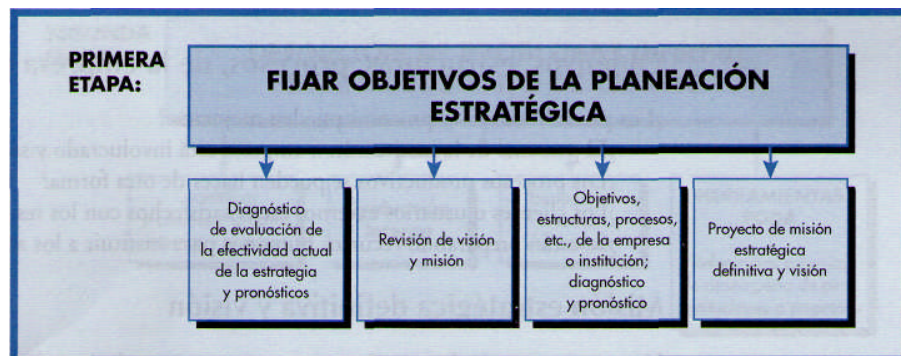 PRIMERA
ETAPA:
FIJAR OBJETIVOS DE LA PLANEACIÓN
ESTRATÉGICA
Diagnóstico
de evaluación de
la efectividad actual
de la estrategia
y pronósticos
Revisión de visión
y misión
Objetivos,
estructuras, procesos,
etc., de la empresa
o institución;
diagnóstico
y pronóstico
Proyecto de misión
estratégica
definitiva y visión